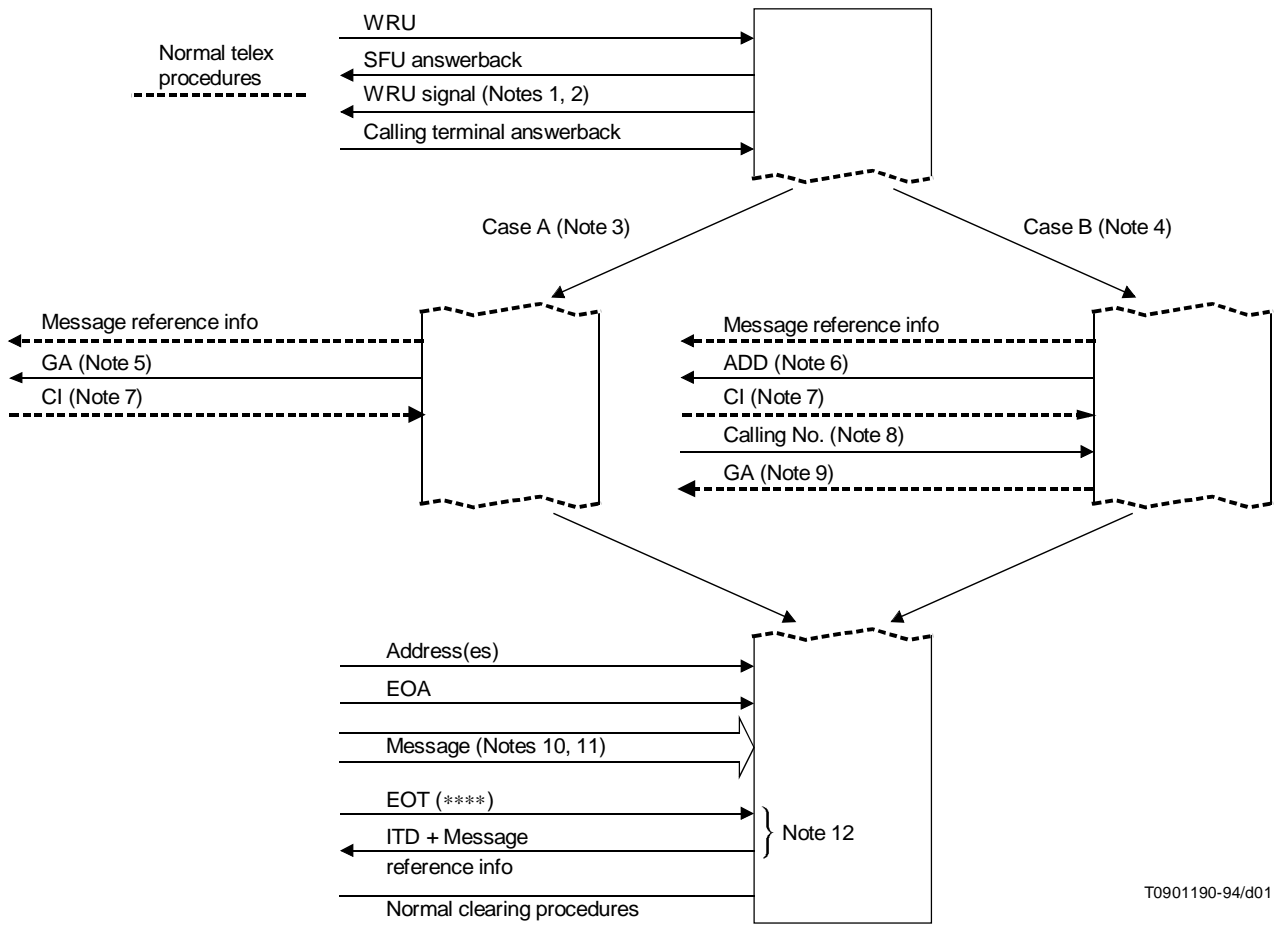 WRU
Normal telex
procedures
SFU answerback
WRU signal (Notes 1, 2)
Calling terminal answerback
Case A (Note 3)
Case B (Note 4)
Message reference info
GA (Note 5)
CI (Note 7)
Message reference info
ADD (Note 6)
CI (Note 7)
Calling No. (Note 8)
GA (Note 9)
Address(es)
EOA
Message (Notes 10, 11)
EOT (****)
ITD + Message
reference info
Note 12
Normal clearing procedures
T0901190-94/d01